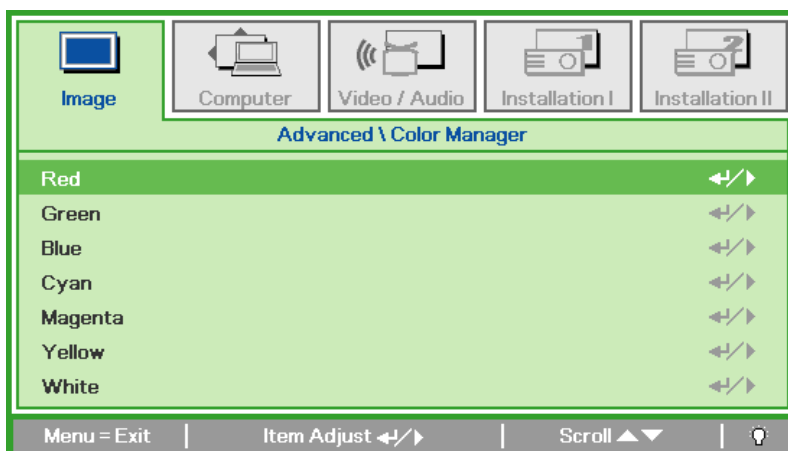 Image
Computer
Video / Audio
Installation I
Installation II
Advanced \ Color Manager
Red
Green
Blue
Cyan
Magenta
Yellow
White
Menu = Exit | Item Adjust ↵/▶ | Scroll ▲▼